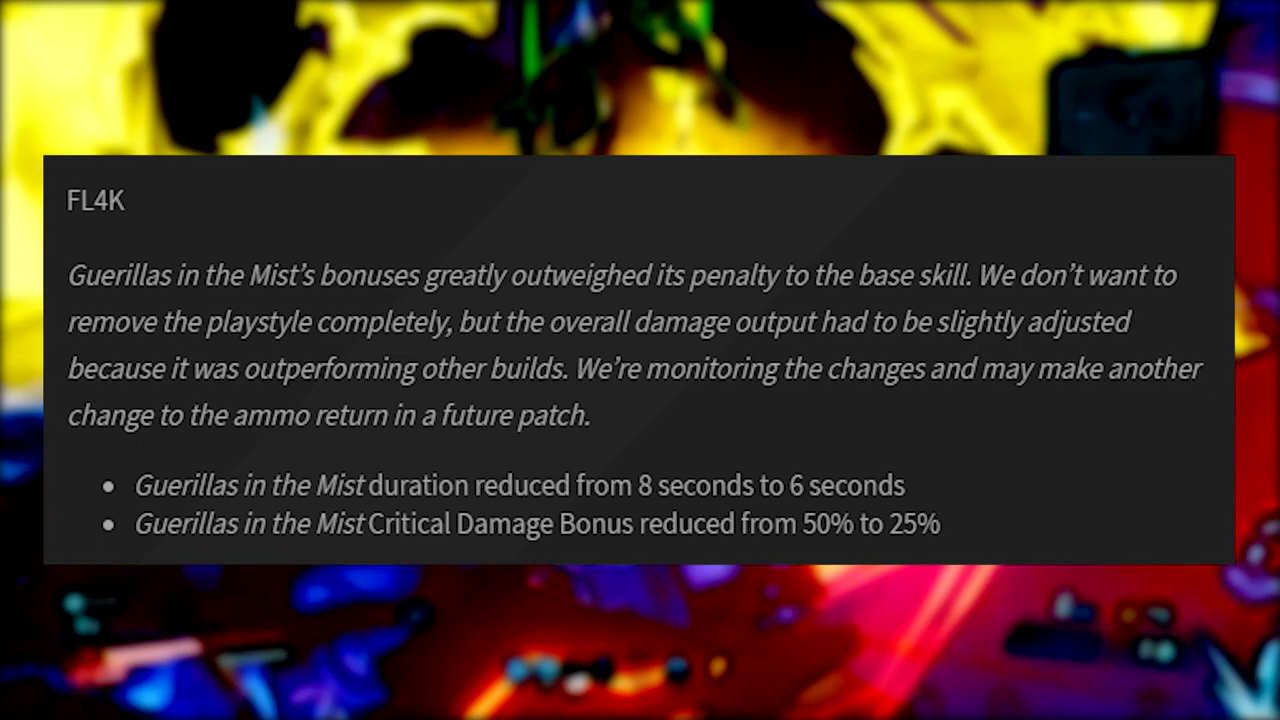 FL4K
Guerillas in the Mist’s bonuses greatly outweighed its penalty to the base skill. We don’t want to
remove the playstyle completely, but the overall damage output had to be slightly adjusted
because it was outperforming other builds. We’re monitoring the changes and may make another
change to the ammo return in a future patch.
• Guerillas in the Mist duration reduced from 8 seconds to 6 seconds
• Guerillas in the Mist Critical Damage Bonus reduced from 50% to 25%